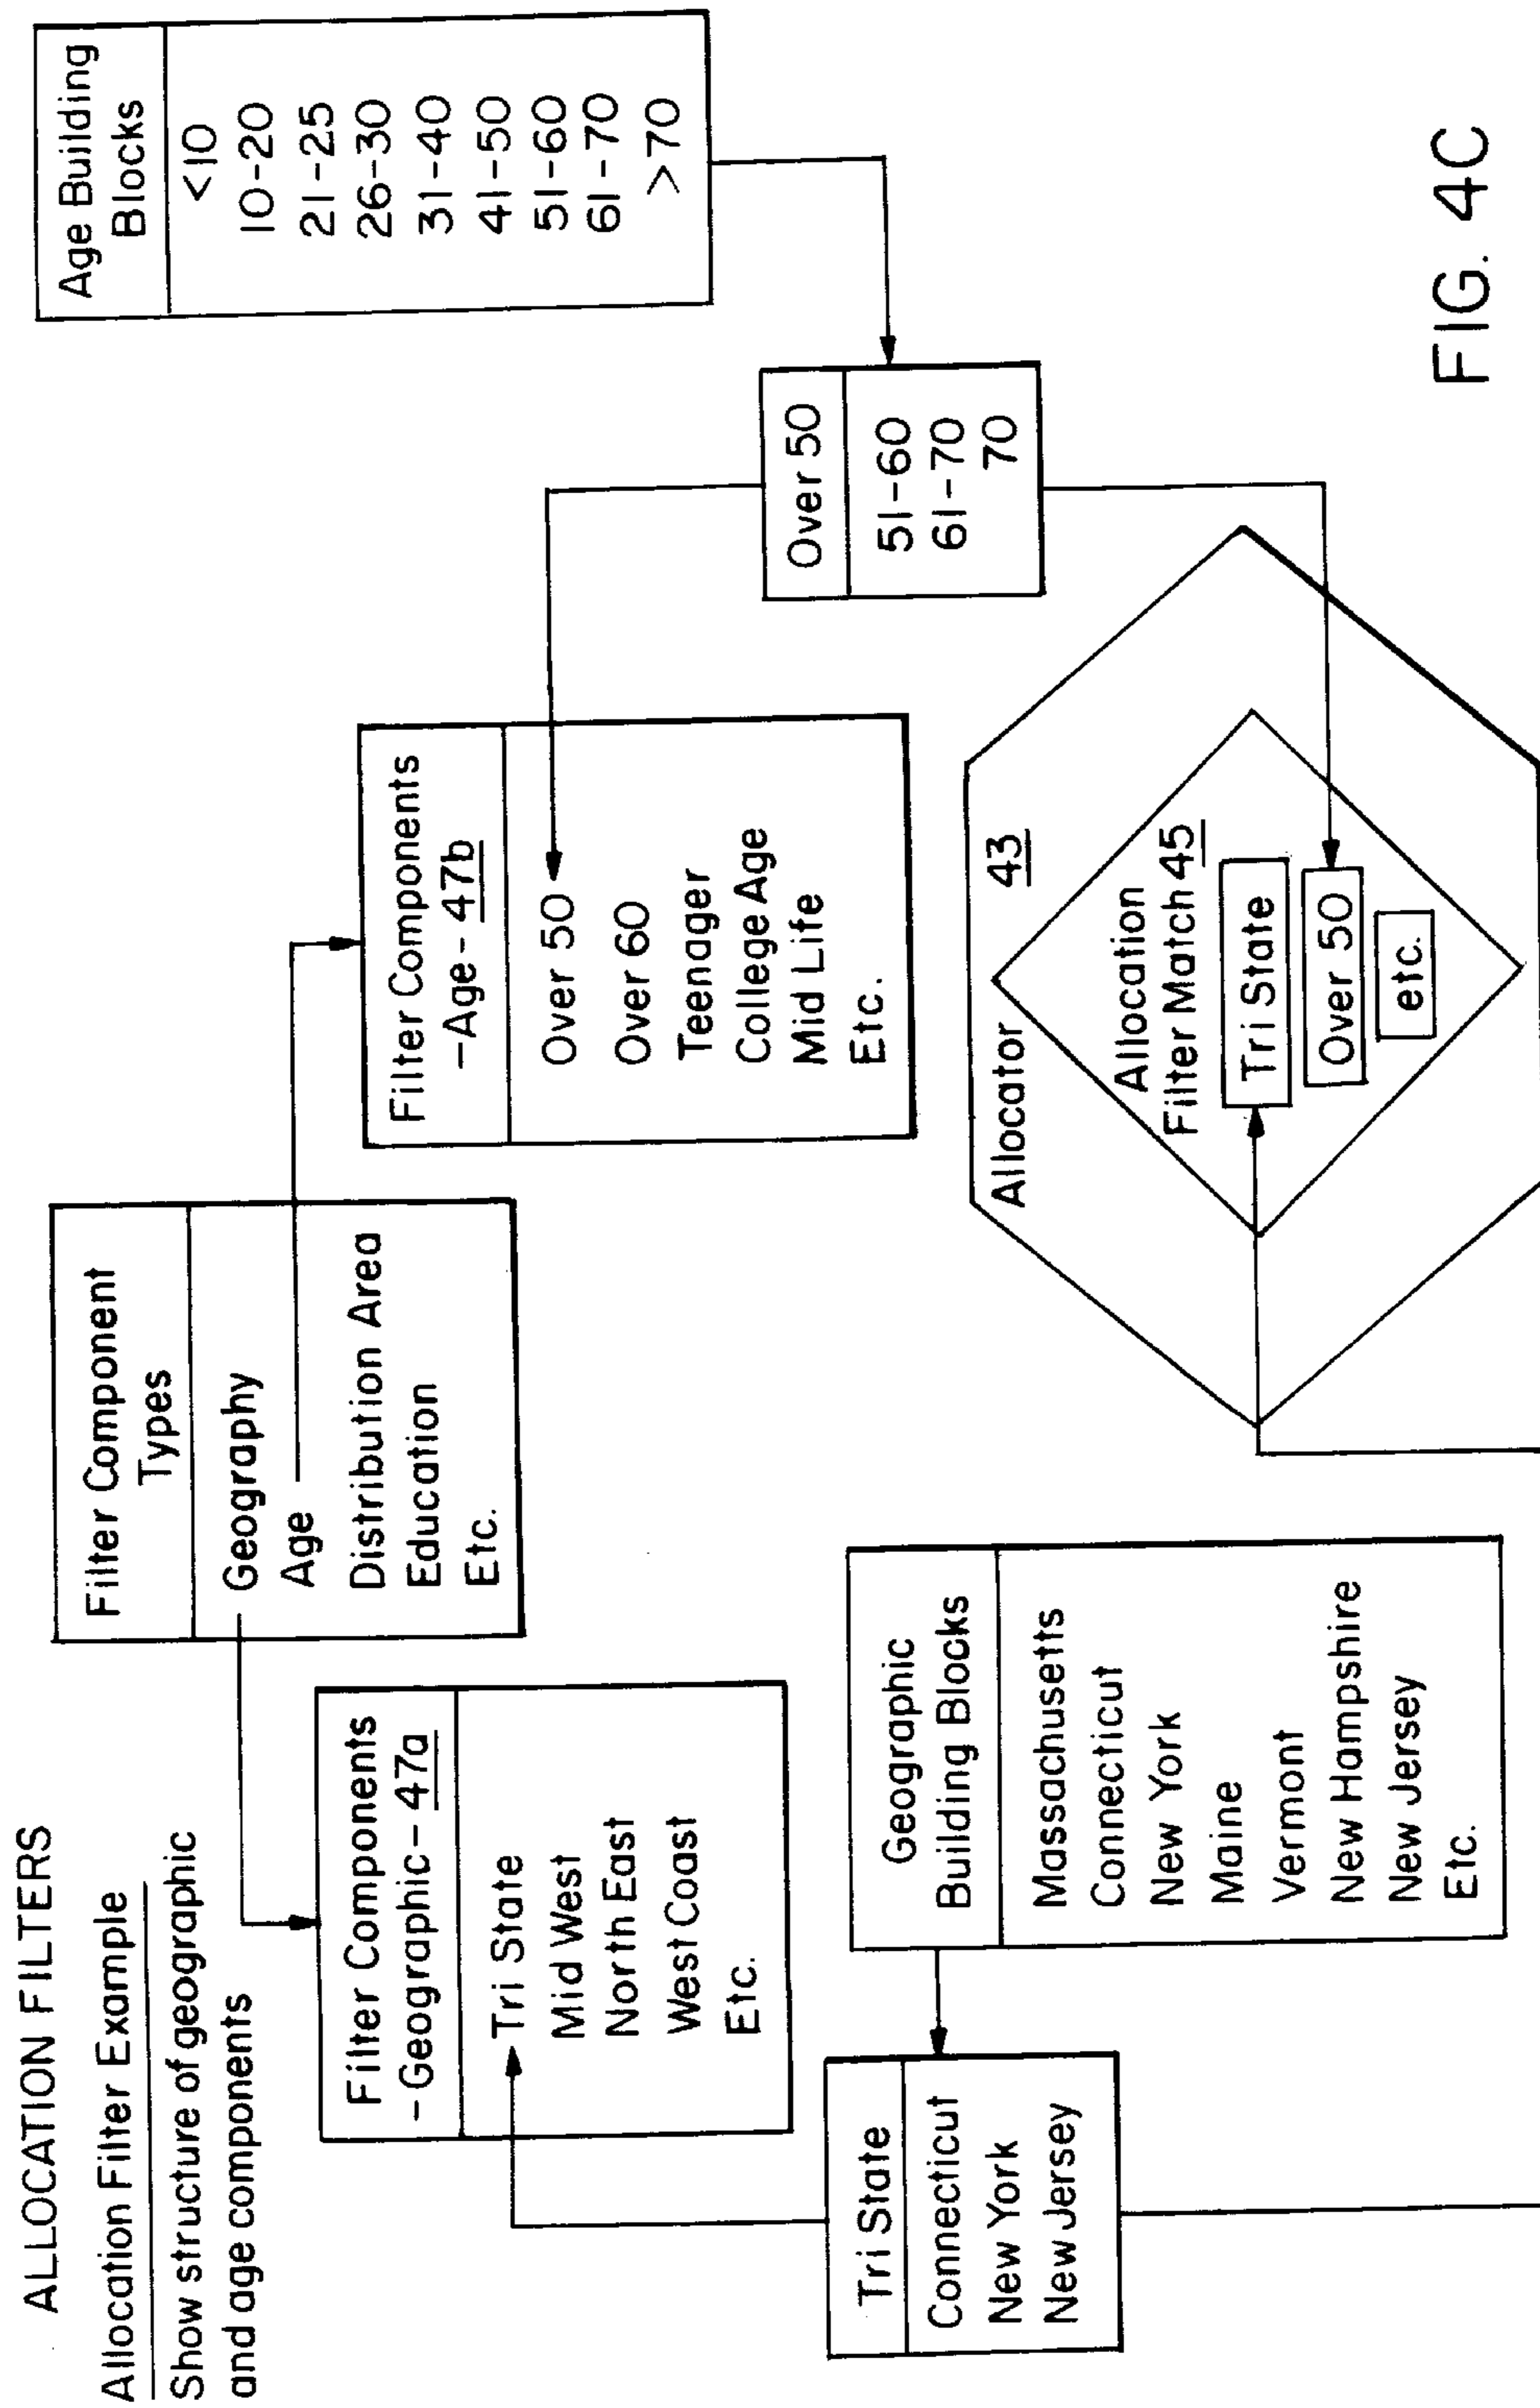 ALLOCATION FILTERS
Allocation Filter Example
Show structure of geographic
and age components
Filter Component
Types
Geography
Age
Distribution Area
Education
Etc.
Filter Components
-Geographic-47a
Tri State
Mid West
North East
West Coast
Etc.
Filter Components
-Age-47b
Over 50
Over 60
Teenager
College Age
Mid Life
Etc.
Age Building
Blocks
<10
10-20
21-25
26-30
31-40
41-50
51-60
61-70
>70
Over 50
51-60
61-70
70
Tri State
Connecticut
New York
New Jersey
Geographic
Building Blocks
Massachusetts
Connecticut
New York
Maine
Vermont
New Hampshire
New Jersey
Etc.
Allocator 43
Allocation
Filter Match 45
Tri State
Over 50
etc.
FIG. 4C